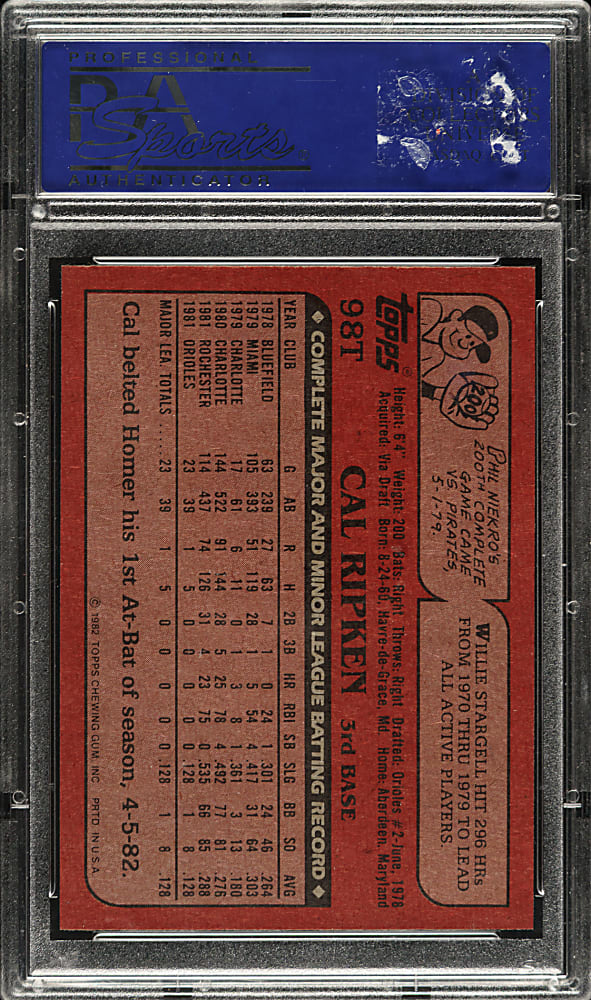 PROFESSIONAL
PSA
Sports
AUTHENTICATOR
200
PHIL NIEKRO'S
200TH COMPLETE
GAME CAME
VS. PIRATES,
5-1-79.
WILLIE STARGELL HIT 296 HRs
FROM 1970 THRU 1979 TO LEAD
ALL ACTIVE PLAYERS.
topps®
Height: 6'4" Weight: 200 Bats: Right Throws: Right Drafted: Orioles #2-June, 1978
Acquired: Via Draft Born: 8-24-60, Havre-de-Grace, Md. Home: Aberdeen, Maryland
98T CAL RIPKEN 3rd BASE
◆ COMPLETE MAJOR AND MINOR LEAGUE BATTING RECORD ◆
YEAR CLUB G AB R H 2B 3B HR RBI SB SLG BB SO AVG
1978 BLUEFIELD 63 239 27 63 7 1 0 24 1 .301 24 46 .264
1979 MIAMI 105 393 51 119 28 1 5 54 4 .417 31 64 .303
1979 CHARLOTTE 17 61 6 11 0 1 3 8 1 .361 3 13 .180
1980 CHARLOTTE 144 522 91 144 28 5 25 78 4 .492 77 81 .276
1981 ROCHESTER 114 437 74 126 31 4 23 75 0 .535 66 85 .288
1981 ORIOLES 23 39 1 5 0 0 0 0 0 .128 1 8 .128
MAJOR LEA TOTALS ..... 23 39 1 5 0 0 0 0 0 .128 1 8 .128
Cal belted Homer his 1st At-Bat of season, 4-5-82.
© 1982 TOPPS CHEWING GUM, INC. PRTD. IN U.S.A.